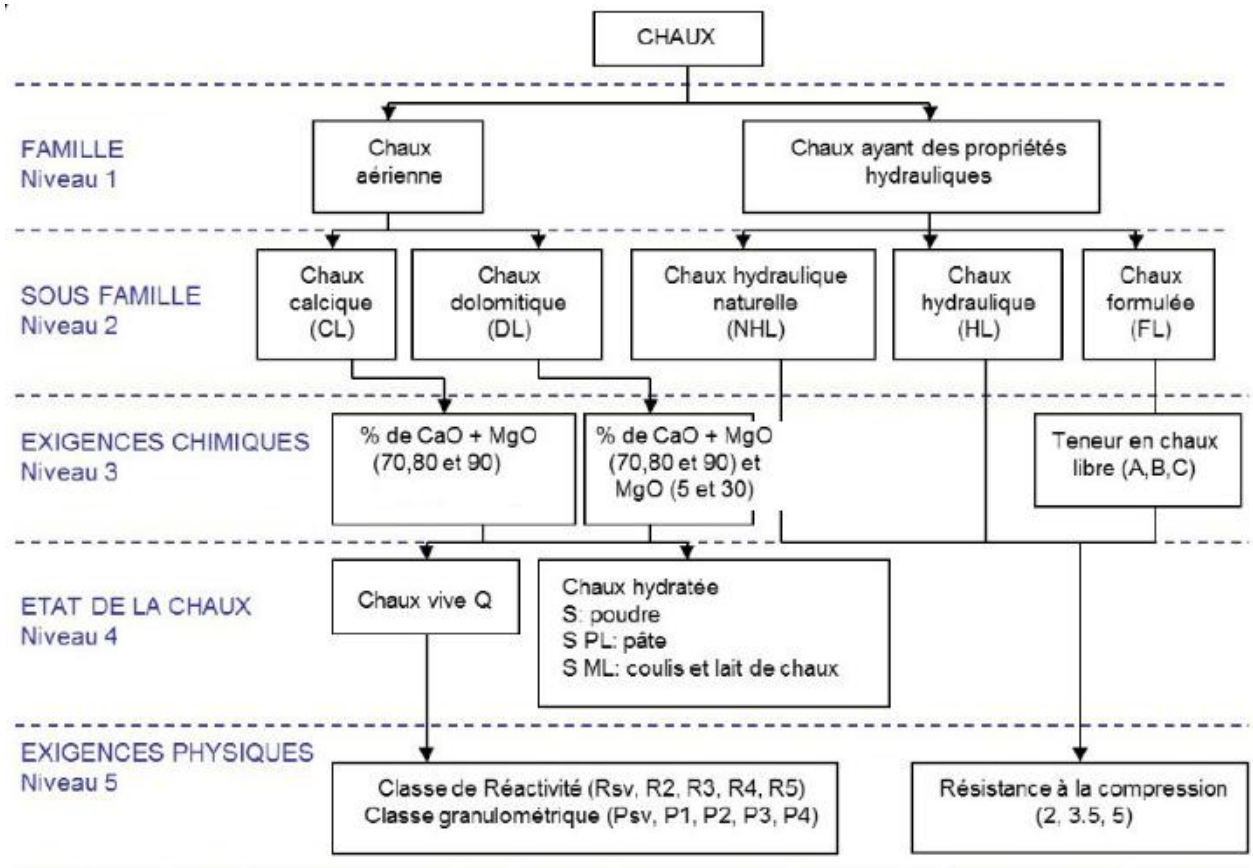 CHAUX
FAMILLE
Niveau 1
Chaux
aérienne
Chaux ayant des propriétés
hydrauliques
SOUS FAMILLE
Niveau 2
Chaux
calcique
(CL)
Chaux
dolomitique
(DL)
Chaux hydraulique
naturelle
(NHL)
Chaux
hydraulique
(HL)
Chaux
formulée
(FL)
EXIGENCES CHIMIQUES
Niveau 3
% de CaO + MgO
(70,80 et 90)
% de CaO + MgO
(70,80 et 90) et
MgO (5 et 30)
Teneur en chaux
libre (A,B,C)
ETAT DE LA CHAUX
Niveau 4
Chaux vive Q
Chaux hydratée
S: poudre
S PL: pâte
S ML: coulis et lait de chaux
EXIGENCES PHYSIQUES
Niveau 5
Classe de Réactivité (Rsv, R2, R3, R4, R5)
Classe granulométrique (Psv, P1, P2, P3, P4)
Résistance à la compression
(2, 3.5, 5)